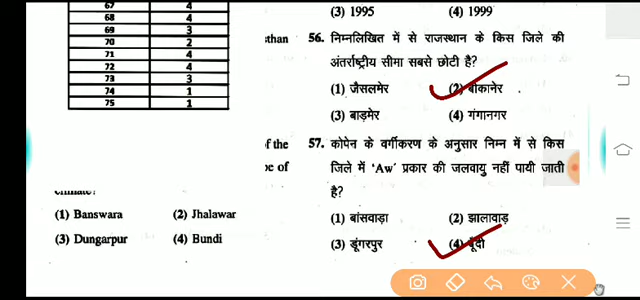 67 4
68 4
69 3
70 2
71 4
72 4
73 3
74 1
75 1
of the
climate?
(1) Banswara (2) Jhalawar
(3) Dungarpur (4) Bundi
(3) 1995 (4) 1999
56. निम्नलिखित में से राजस्थान के किस जिले की
अंतर्राष्ट्रीय सीमा सबसे छोटी है?
(1) जैसलमेर (2) बीकानेर
(3) बाड़मेर (4) गंगानगर
57. कोपेन के वर्गीकरण के अनुसार निम्न में से किस
जिले में 'Aw' प्रकार की जलवायु नहीं पायी जाती
है?
(1) बांसवाड़ा (2) झालावाड़
(3) डूंगरपुर (4) बूँदी